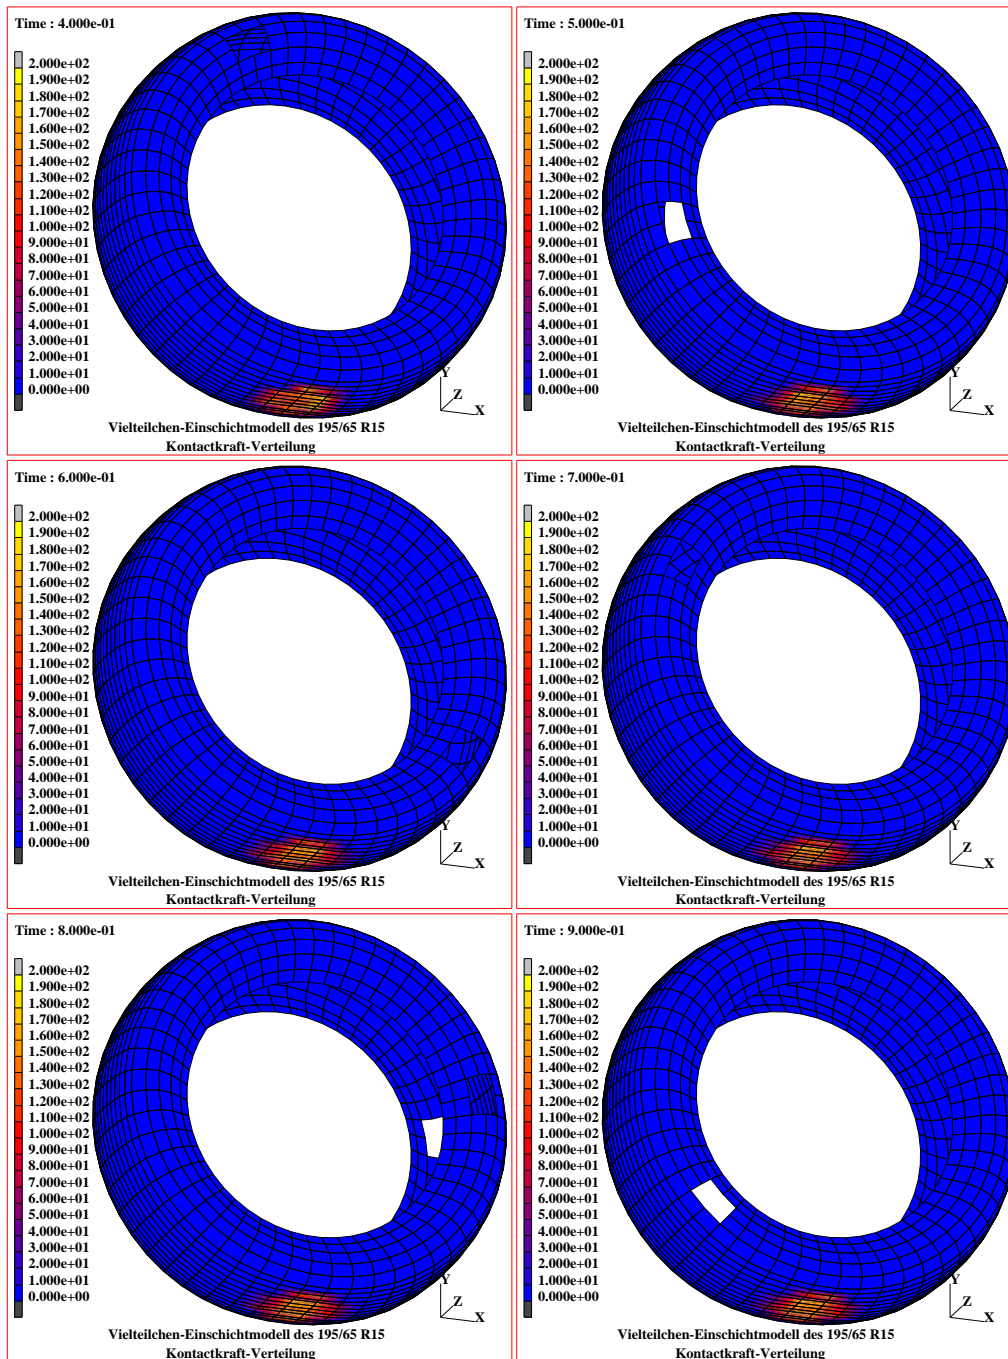 Time : 4.000e-01
2.000e+02
1.900e+02
1.800e+02
1.700e+02
1.600e+02
1.500e+02
1.400e+02
1.300e+02
1.200e+02
1.100e+02
1.000e+02
9.000e+01
8.000e+01
7.000e+01
6.000e+01
5.000e+01
4.000e+01
3.000e+01
2.000e+01
1.000e+01
0.000e+00
Y
Z
X
Vielteilchen-Einschichtmodell des 195/65 R15
Kontactkraft-Verteilung
Time : 5.000e-01
2.000e+02
1.900e+02
1.800e+02
1.700e+02
1.600e+02
1.500e+02
1.400e+02
1.300e+02
1.200e+02
1.100e+02
1.000e+02
9.000e+01
8.000e+01
7.000e+01
6.000e+01
5.000e+01
4.000e+01
3.000e+01
2.000e+01
1.000e+01
0.000e+00
Y
Z
X
Vielteilchen-Einschichtmodell des 195/65 R15
Kontactkraft-Verteilung
Time : 6.000e-01
2.000e+02
1.900e+02
1.800e+02
1.700e+02
1.600e+02
1.500e+02
1.400e+02
1.300e+02
1.200e+02
1.100e+02
1.000e+02
9.000e+01
8.000e+01
7.000e+01
6.000e+01
5.000e+01
4.000e+01
3.000e+01
2.000e+01
1.000e+01
0.000e+00
Y
Z
X
Vielteilchen-Einschichtmodell des 195/65 R15
Kontactkraft-Verteilung
Time : 7.000e-01
2.000e+02
1.900e+02
1.800e+02
1.700e+02
1.600e+02
1.500e+02
1.400e+02
1.300e+02
1.200e+02
1.100e+02
1.000e+02
9.000e+01
8.000e+01
7.000e+01
6.000e+01
5.000e+01
4.000e+01
3.000e+01
2.000e+01
1.000e+01
0.000e+00
Y
Z
X
Vielteilchen-Einschichtmodell des 195/65 R15
Kontactkraft-Verteilung
Time : 8.000e-01
2.000e+02
1.900e+02
1.800e+02
1.700e+02
1.600e+02
1.500e+02
1.400e+02
1.300e+02
1.200e+02
1.100e+02
1.000e+02
9.000e+01
8.000e+01
7.000e+01
6.000e+01
5.000e+01
4.000e+01
3.000e+01
2.000e+01
1.000e+01
0.000e+00
Y
Z
X
Vielteilchen-Einschichtmodell des 195/65 R15
Kontactkraft-Verteilung
Time : 9.000e-01
2.000e+02
1.900e+02
1.800e+02
1.700e+02
1.600e+02
1.500e+02
1.400e+02
1.300e+02
1.200e+02
1.100e+02
1.000e+02
9.000e+01
8.000e+01
7.000e+01
6.000e+01
5.000e+01
4.000e+01
3.000e+01
2.000e+01
1.000e+01
0.000e+00
Y
Z
X
Vielteilchen-Einschichtmodell des 195/65 R15
Kontactkraft-Verteilung